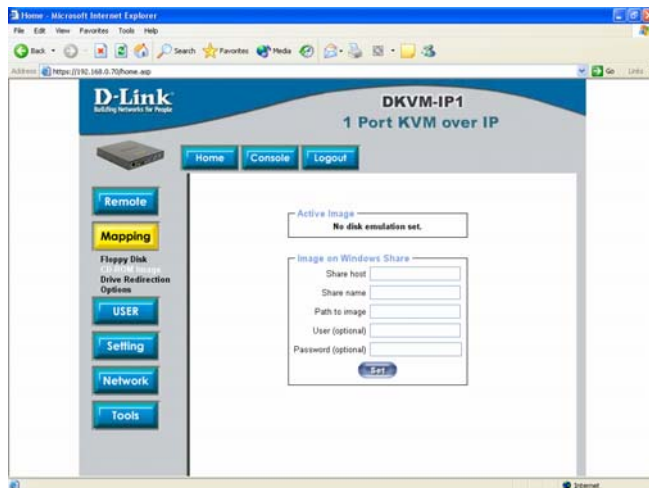 Home - Microsoft Internet Explorer
File Edit View Favorites Tools Help
Back Search Favorites Media
Address https://192.168.0.70/home.asp Go Links
D-Link
Building Networks for People
DKVM-IP1
1 Port KVM over IP
Home Console Logout
Remote
Mapping
Floppy Disk
CD-ROM Image
Drive Redirection
Options
USER
Setting
Network
Tools
Active Image
No disk emulation set.
Image on Windows Share
Share host
Share name
Path to image
User (optional)
Password (optional)
Set
Internet